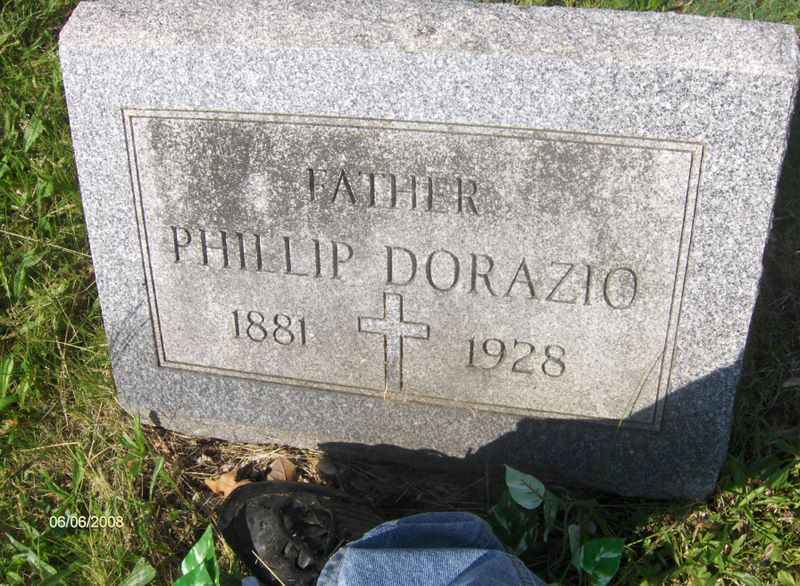 FATHER
PHILLIP DORAZIO
1881 1928
06/06/2008